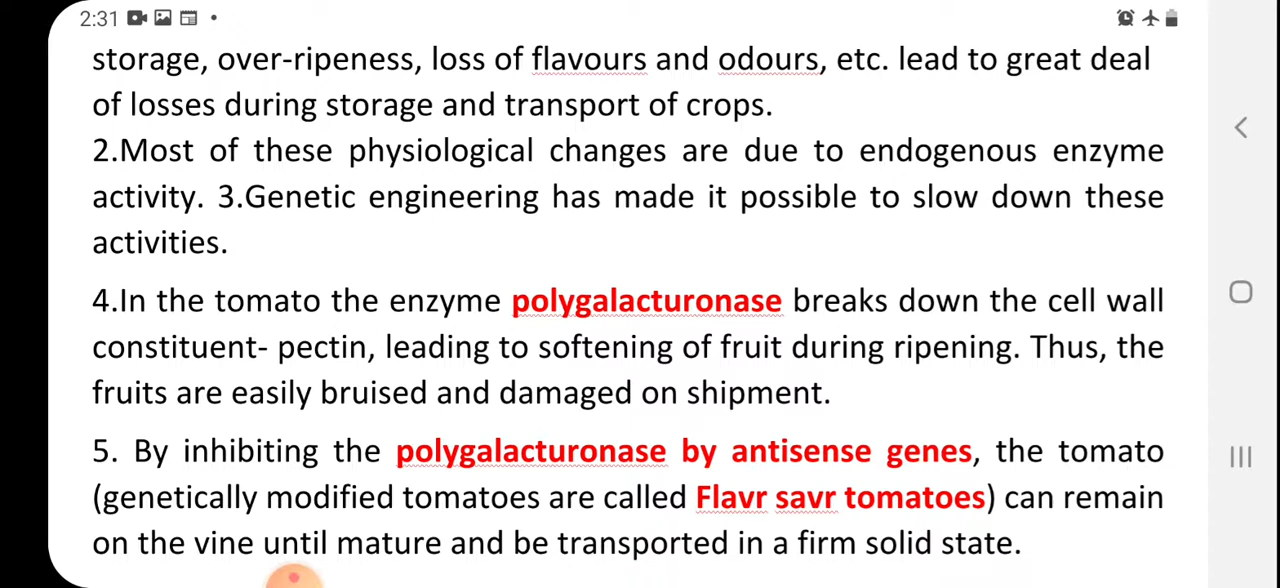 2:31
storage, over-ripeness, loss of flavours and odours, etc. lead to great deal
of losses during storage and transport of crops.
2.Most of these physiological changes are due to endogenous enzyme
activity. 3.Genetic engineering has made it possible to slow down these
activities.
4.In the tomato the enzyme polygalacturonase breaks down the cell wall
constituent- pectin, leading to softening of fruit during ripening. Thus, the
fruits are easily bruised and damaged on shipment.
5. By inhibiting the polygalacturonase by antisense genes, the tomato
(genetically modified tomatoes are called Flavr savr tomatoes) can remain
on the vine until mature and be transported in a firm solid state.